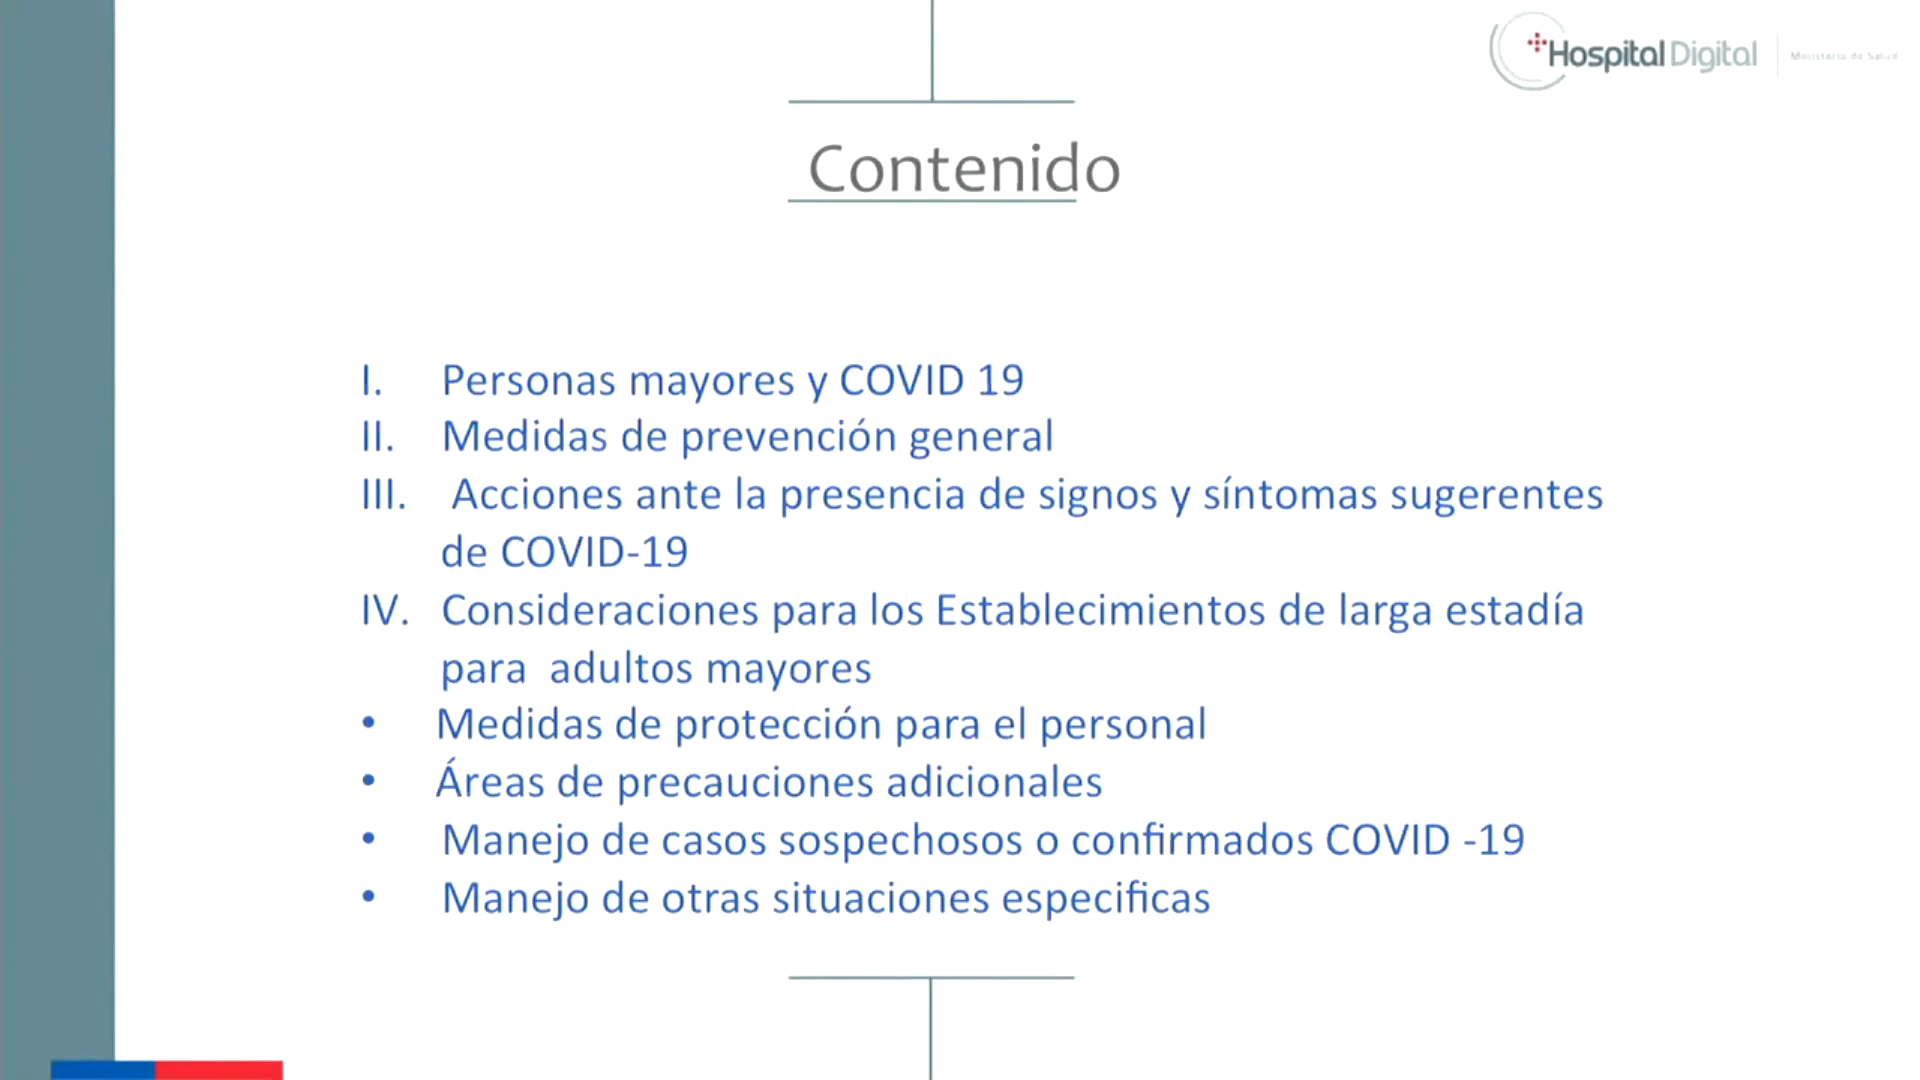 Hospital Digital
Ministerio de Salud
Contenido
I. Personas mayores y COVID 19
II. Medidas de prevención general
III. Acciones ante la presencia de signos y síntomas sugerentes
de COVID-19
IV. Consideraciones para los Establecimientos de larga estadía
para adultos mayores
• Medidas de protección para el personal
• Áreas de precauciones adicionales
• Manejo de casos sospechosos o confirmados COVID -19
• Manejo de otras situaciones especificas